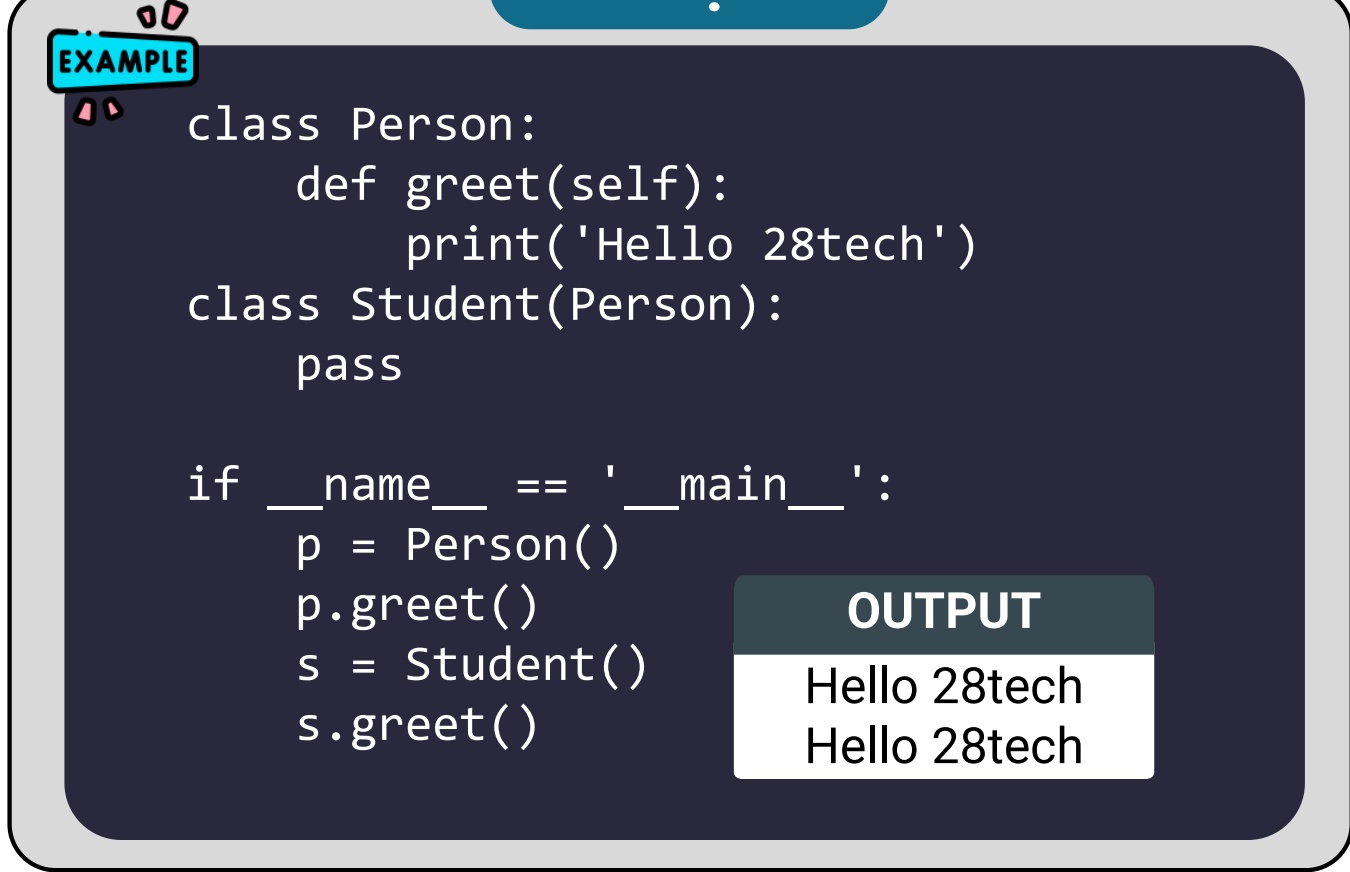 EXAMPLE
class Person:
    def greet(self):
        print('Hello 28tech')
class Student(Person):
    pass
if __name__ == '__main__':
    p = Person()
    p.greet()
    s = Student()
    s.greet()
OUTPUT
Hello 28tech
Hello 28tech